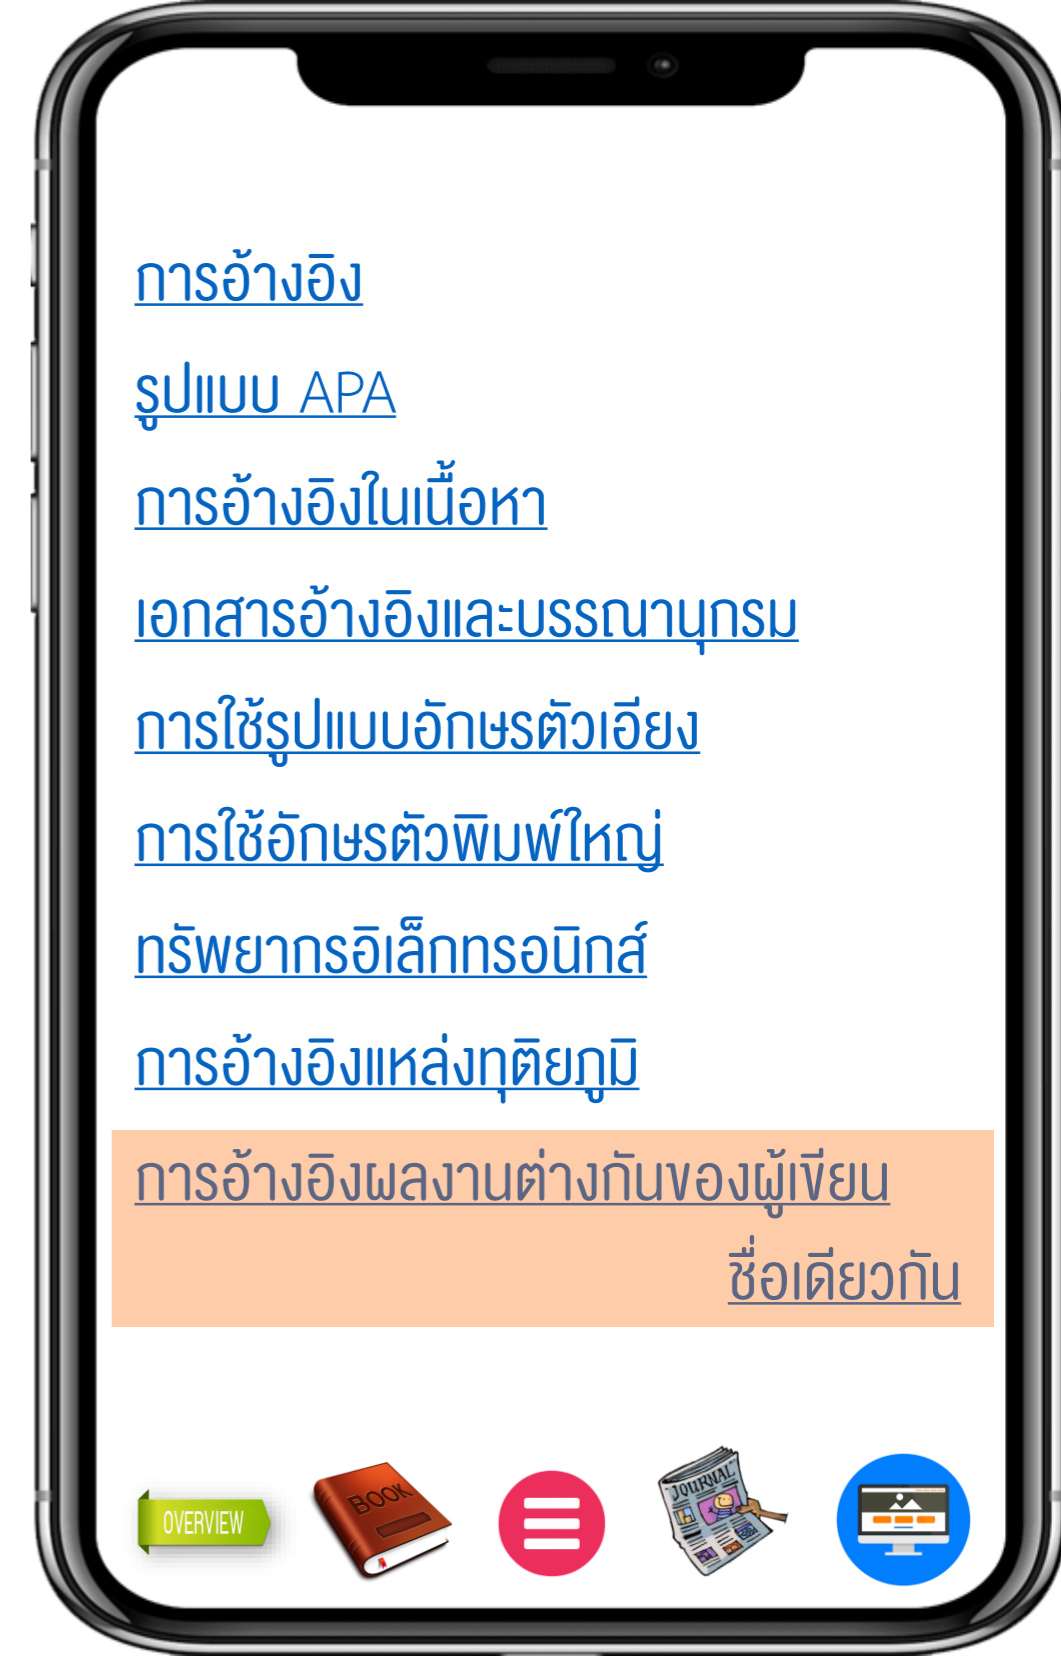 การอ้างอิง
รูปแบบ APA
การอ้างอิงในเนื้อหา
เอกสารอ้างอิงและบรรณานุกรม
การใช้รูปแบบอักษรตัวเอียง
การใช้อักษรตัวพิมพ์ใหญ่
ทรัพยากรอิเล็กทรอนิกส์
การอ้างอิงแหล่งทุติยภูมิ
การอ้างอิงผลงานต่างกันของผู้เขียน
ชื่อเดียวกัน
OVERVIEW
BOOK
JOURNAL